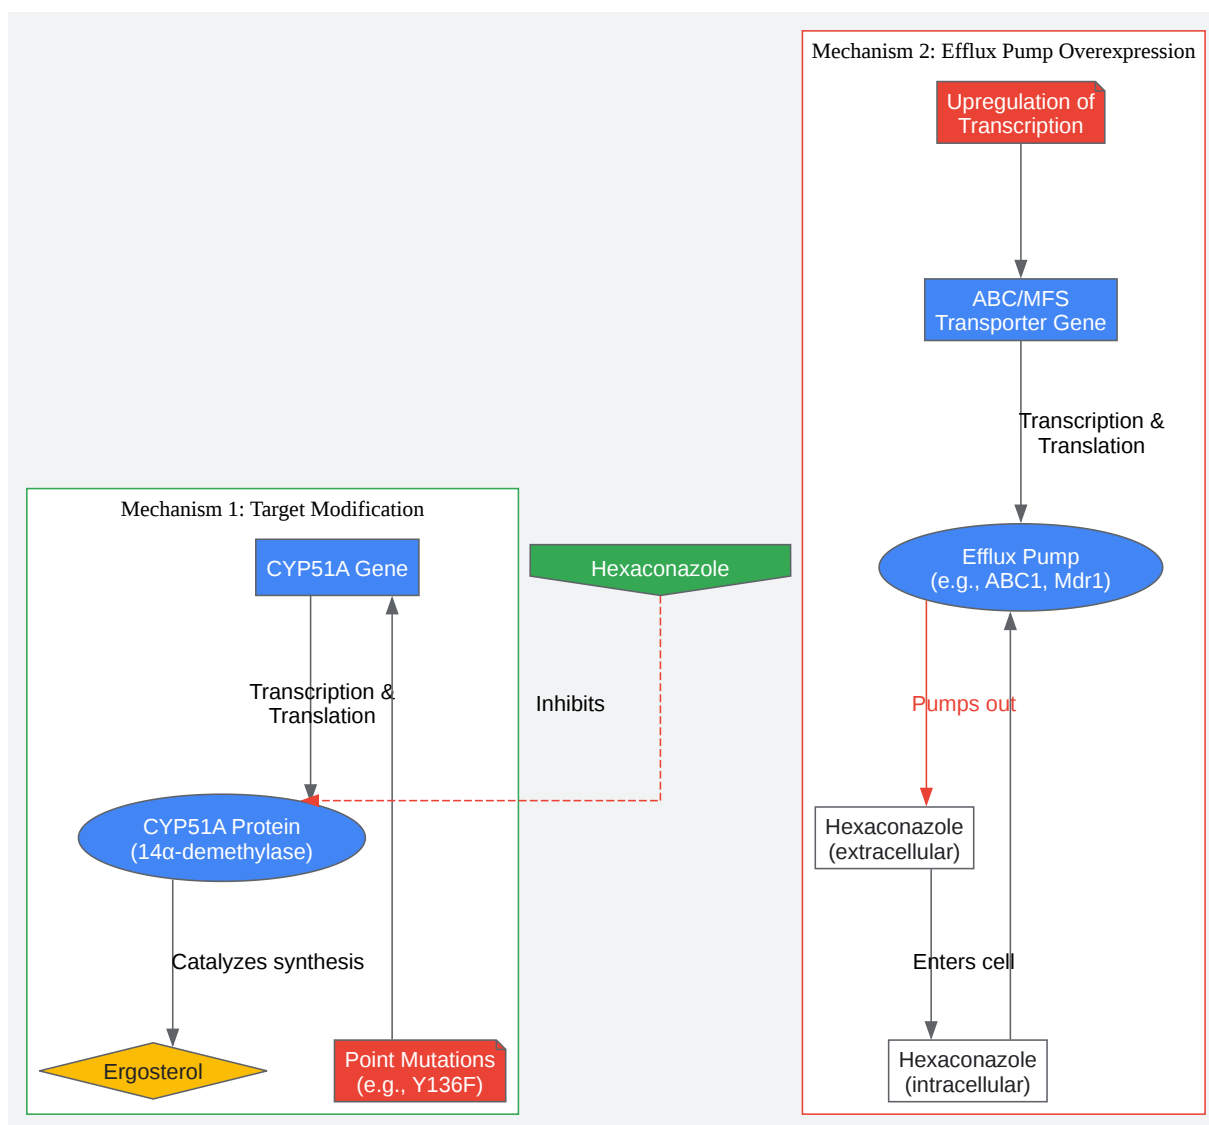 Mechanism 2: Efflux Pump Overexpression
Upregulation of
Transcription
ABC/MFS
Transporter Gene
Transcription &
Translation
Efflux Pump
(e.g., ABC1, Mdr1)
Pumps out
Hexaconazole
(extracellular)
Enters cell
Hexaconazole
(intracellular)
Mechanism 1: Target Modification
CYP51A Gene
Transcription &
Translation
CYP51A Protein
(14α-demethylase)
Catalyzes synthesis
Ergosterol
Point Mutations
(e.g., Y136F)
Hexaconazole
Inhibits